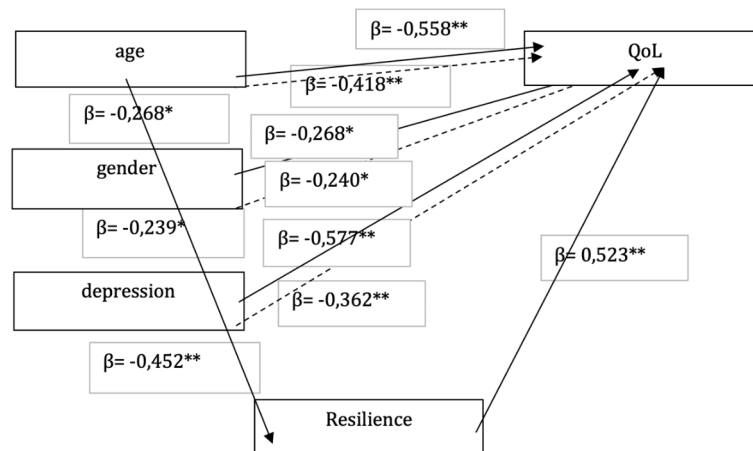 β= -0,558**
age
QoL
β= -0,418**
β= -0,268*
β= -0,268*
gender
β= -0,240*
β= -0,239*
β= -0,577**
β= 0,523**
depression
β= -0,362**
β= -0,452**
Resilience